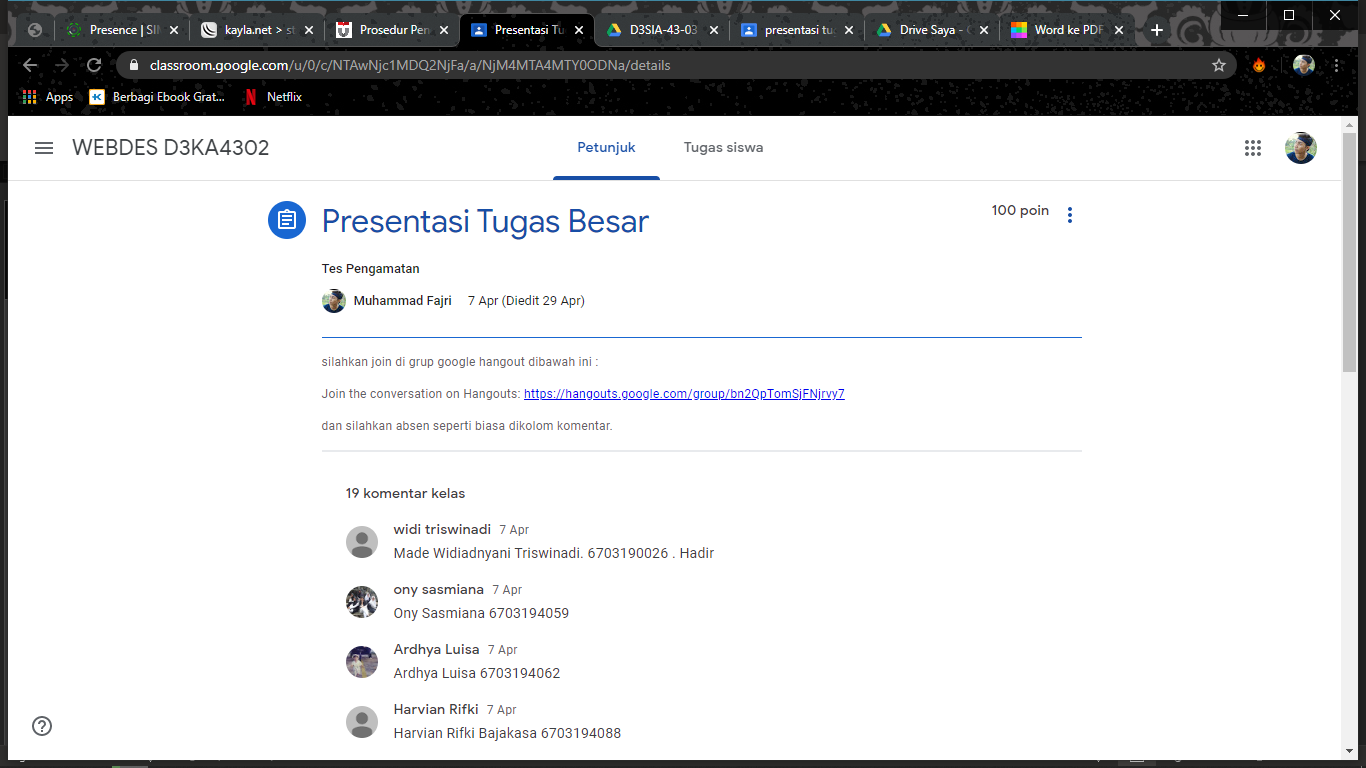 Presence | SI
kayla.net > st
Prosedur Pen
Presentasi Tu
D3SIA-43-03
presentasi tu
Drive Saya - G
Word ke PDF
classroom.google.com/u/0/c/NTAwNjc1MDQ2NjFa/a/NjM4MTA4MTY0ODNa/details
Apps
Berbagi Ebook Grat...
Netflix
WEBDES D3KA4302
Petunjuk
Tugas siswa
Presentasi Tugas Besar
100 poin
Tes Pengamatan
Muhammad Fajri 7 Apr (Diedit 29 Apr)
silahkan join di grup google hangout dibawah ini :
Join the conversation on Hangouts: https://hangouts.google.com/group/bn2QpTomSjFNjrvy7
dan silahkan absen seperti biasa dikolom komentar.
19 komentar kelas
widi triswinadi 7 Apr
Made Widiadnyani Triswinadi. 6703190026 . Hadir
ony sasmiana 7 Apr
Ony Sasmiana 6703194059
Ardhya Luisa 7 Apr
Ardhya Luisa 6703194062
Harvian Rifki 7 Apr
Harvian Rifki Bajakasa 6703194088